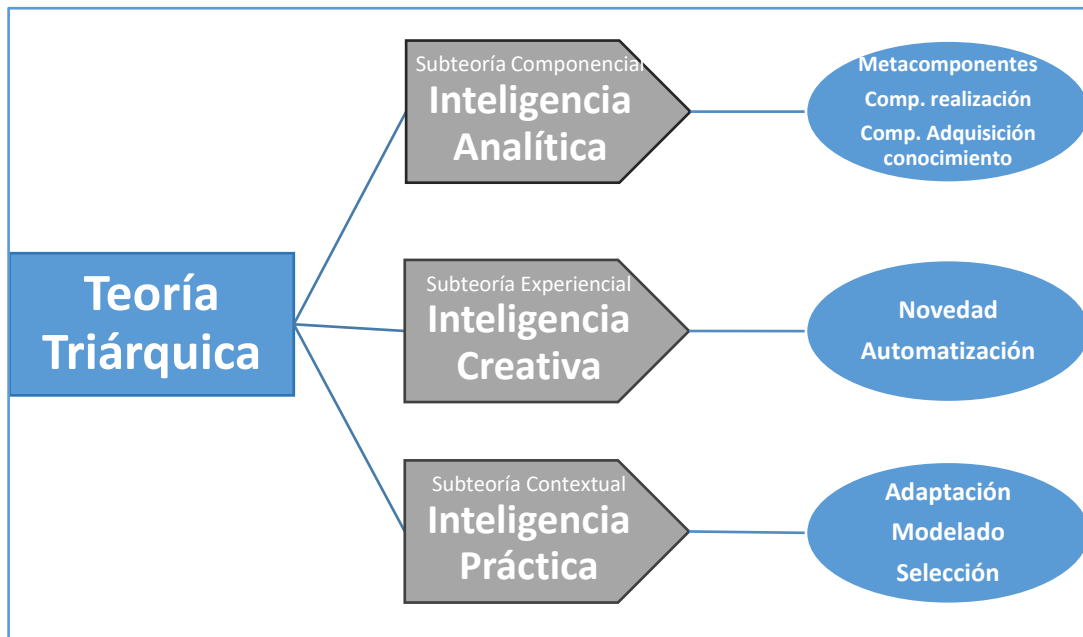 Teoría
Triárquica
Subteoría Componencial
Inteligencia
Analítica
Metacomponentes
Comp. realización
Comp. Adquisición
conocimiento
Subteoría Experiencial
Inteligencia
Creativa
Novedad
Automatización
Subteoría Contextual
Inteligencia
Práctica
Adaptación
Modelado
Selección